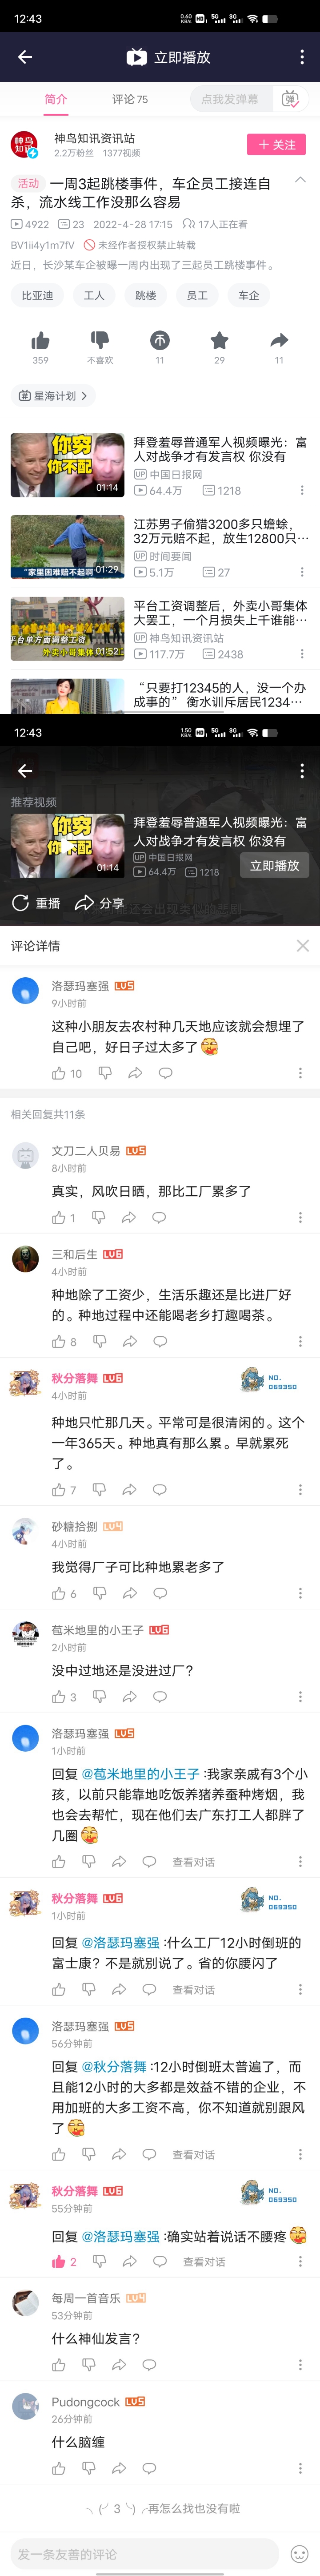 12:43
0.60
KB/s
HD
5G
3G
立即播放
简介
评论 75
点我发弹幕
弹
神鸟
知讯
神鸟知讯资讯站
2.2万粉丝 1377视频
+ 关注
活动 一周3起跳楼事件，车企员工接连自
杀，流水线工作没那么容易
4922 23 2022-4-28 17:15 17人正在看
BV1ii4y1m7fV 未经作者授权禁止转载
近日，长沙某车企被曝一周内出现了三起员工跳楼事件。
比亚迪 工人 跳楼 员工 车企
359
不喜欢
11
29
11
星海计划 >
你穷
你不配
01:14
拜登羞辱普通军人视频曝光：富
人对战争才有发言权 你没有
UP 中国日报网
64.4万 1218
"家里困难赔不起啊
01:29
江苏男子偷猎3200多只蟾蜍，
32万元赔不起，放生12800只…
UP 时间要闻
5.1万 27
平台单方面调整工资
外卖小哥集体
01:52
平台工资调整后，外卖小哥集体
大罢工，一个月损失上千谁能…
UP 神鸟知讯资讯站
117.7万 2438
“只要打12345的人，没一个办
成事的” 衡水训斥居民1234…
12:43
1.50
KB/s
HD
5G
3G
推荐视频
你穷
你不配
01:14
拜登羞辱普通军人视频曝光：富
人对战争才有发言权 你没有
UP 中国日报网
64.4万 1218
立即播放
重播 分享
会出现类似的悲剧
评论详情
洛瑟玛塞强 LV5
9小时前
这种小朋友去农村种几天地应该就会想埋了
自己吧，好日子过太多了
10
相关回复共11条
文刀二人贝易 LV5
8小时前
真实，风吹日晒，那比工厂累多了
1
三和后生 LV6
4小时前
种地除了工资少，生活乐趣还是比进厂好
的。种地过程中还能喝老乡打趣喝茶。
8
秋分落舞 LV6
NO.
069350
4小时前
种地只忙那几天。平常可是很清闲的。这个
一年365天。种地真有那么累。早就累死
了。
7
砂糖拾捌 LV4
4小时前
我觉得厂子可比种地累老多了
6
苞米地里的小王子 LV6
2小时前
没中过地还是没进过厂？
3
洛瑟玛塞强 LV5
1小时前
回复 @苞米地里的小王子 :我家亲戚有3个小
孩，以前只能靠地吃饭养猪养蚕种烤烟，我
也会去帮忙，现在他们去广东打工人都胖了
几圈
查看对话
秋分落舞 LV6
NO.
069350
1小时前
回复 @洛瑟玛塞强 :什么工厂12小时倒班的
富士康？不是就别说了。省的你腰闪了
查看对话
洛瑟玛塞强 LV5
56分钟前
回复 @秋分落舞 :12小时倒班太普遍了，而
且能12小时的大多都是效益不错的企业，不
用加班的大多工资不高，你不知道就别跟风
了
查看对话
秋分落舞 LV6
NO.
069350
55分钟前
回复 @洛瑟玛塞强 :确实站着说话不腰疼
2 查看对话
每周一首音乐 LV4
53分钟前
什么神仙发言？
Pudongcock LV5
26分钟前
什么脑缠
╮(╯3╰)╭再怎么找也没有啦
发一条友善的评论